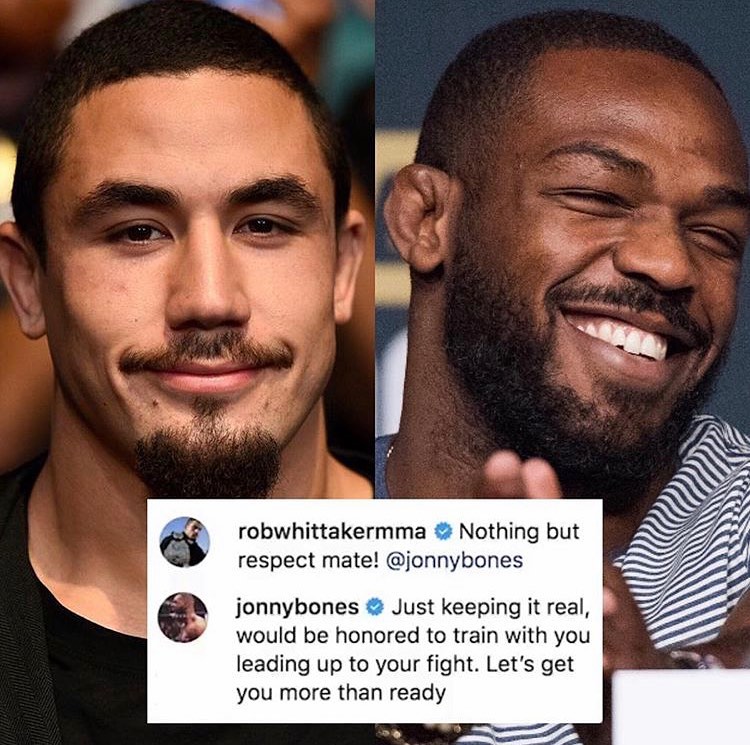 robwhittakermma Nothing but
respect mate! @jonnybones
jonnybones Just keeping it real,
would be honored to train with you
leading up to your fight. Let’s get
you more than ready